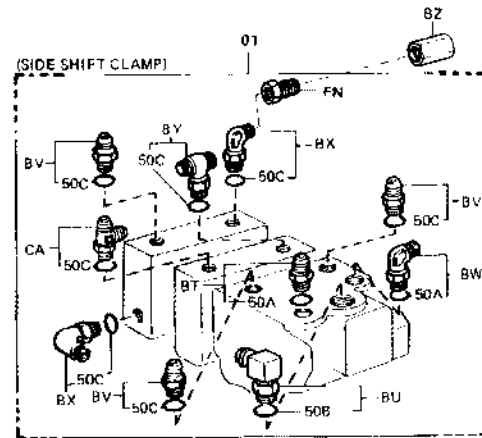 BZ
01
(SIDE SHIFT CLAMP)
FN
BY
BV
50C
BX
50C
50C
BV
50C
CA
50C
BT
50A
BW
50A
50C
BX
BV
50C
BU
50B